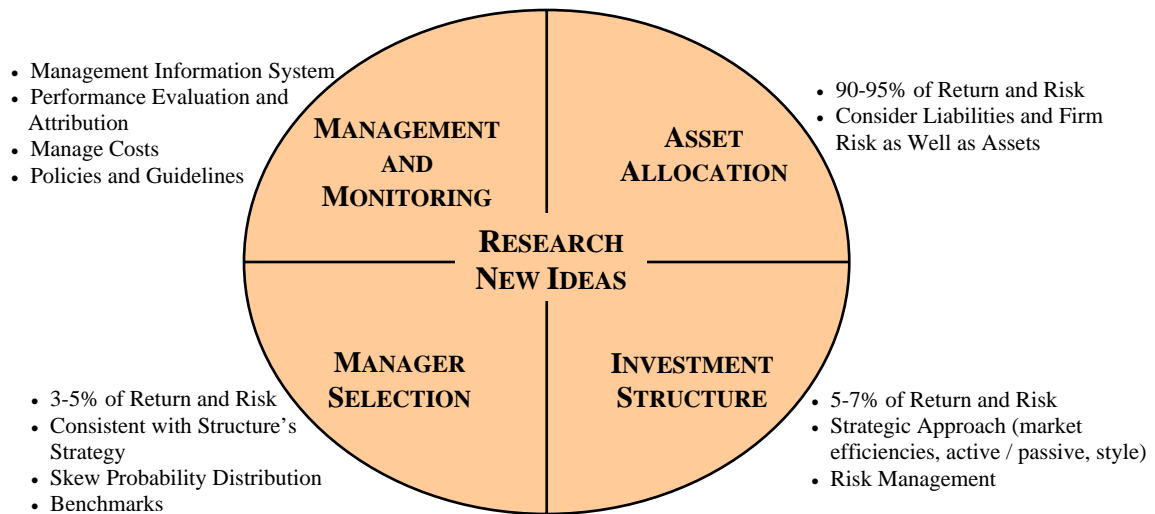 • Management Information System
• Performance Evaluation and
Attribution
• Manage Costs
• Policies and Guidelines
MANAGEMENT
AND
MONITORING
ASSET
ALLOCATION
• 90-95% of Return and Risk
• Consider Liabilities and Firm
Risk as Well as Assets
RESEARCH
NEW IDEAS
MANAGER
SELECTION
INVESTMENT
STRUCTURE
• 3-5% of Return and Risk
• Consistent with Structure’s
Strategy
• Skew Probability Distribution
• Benchmarks
• 5-7% of Return and Risk
• Strategic Approach (market
efficiencies, active / passive, style)
• Risk Management